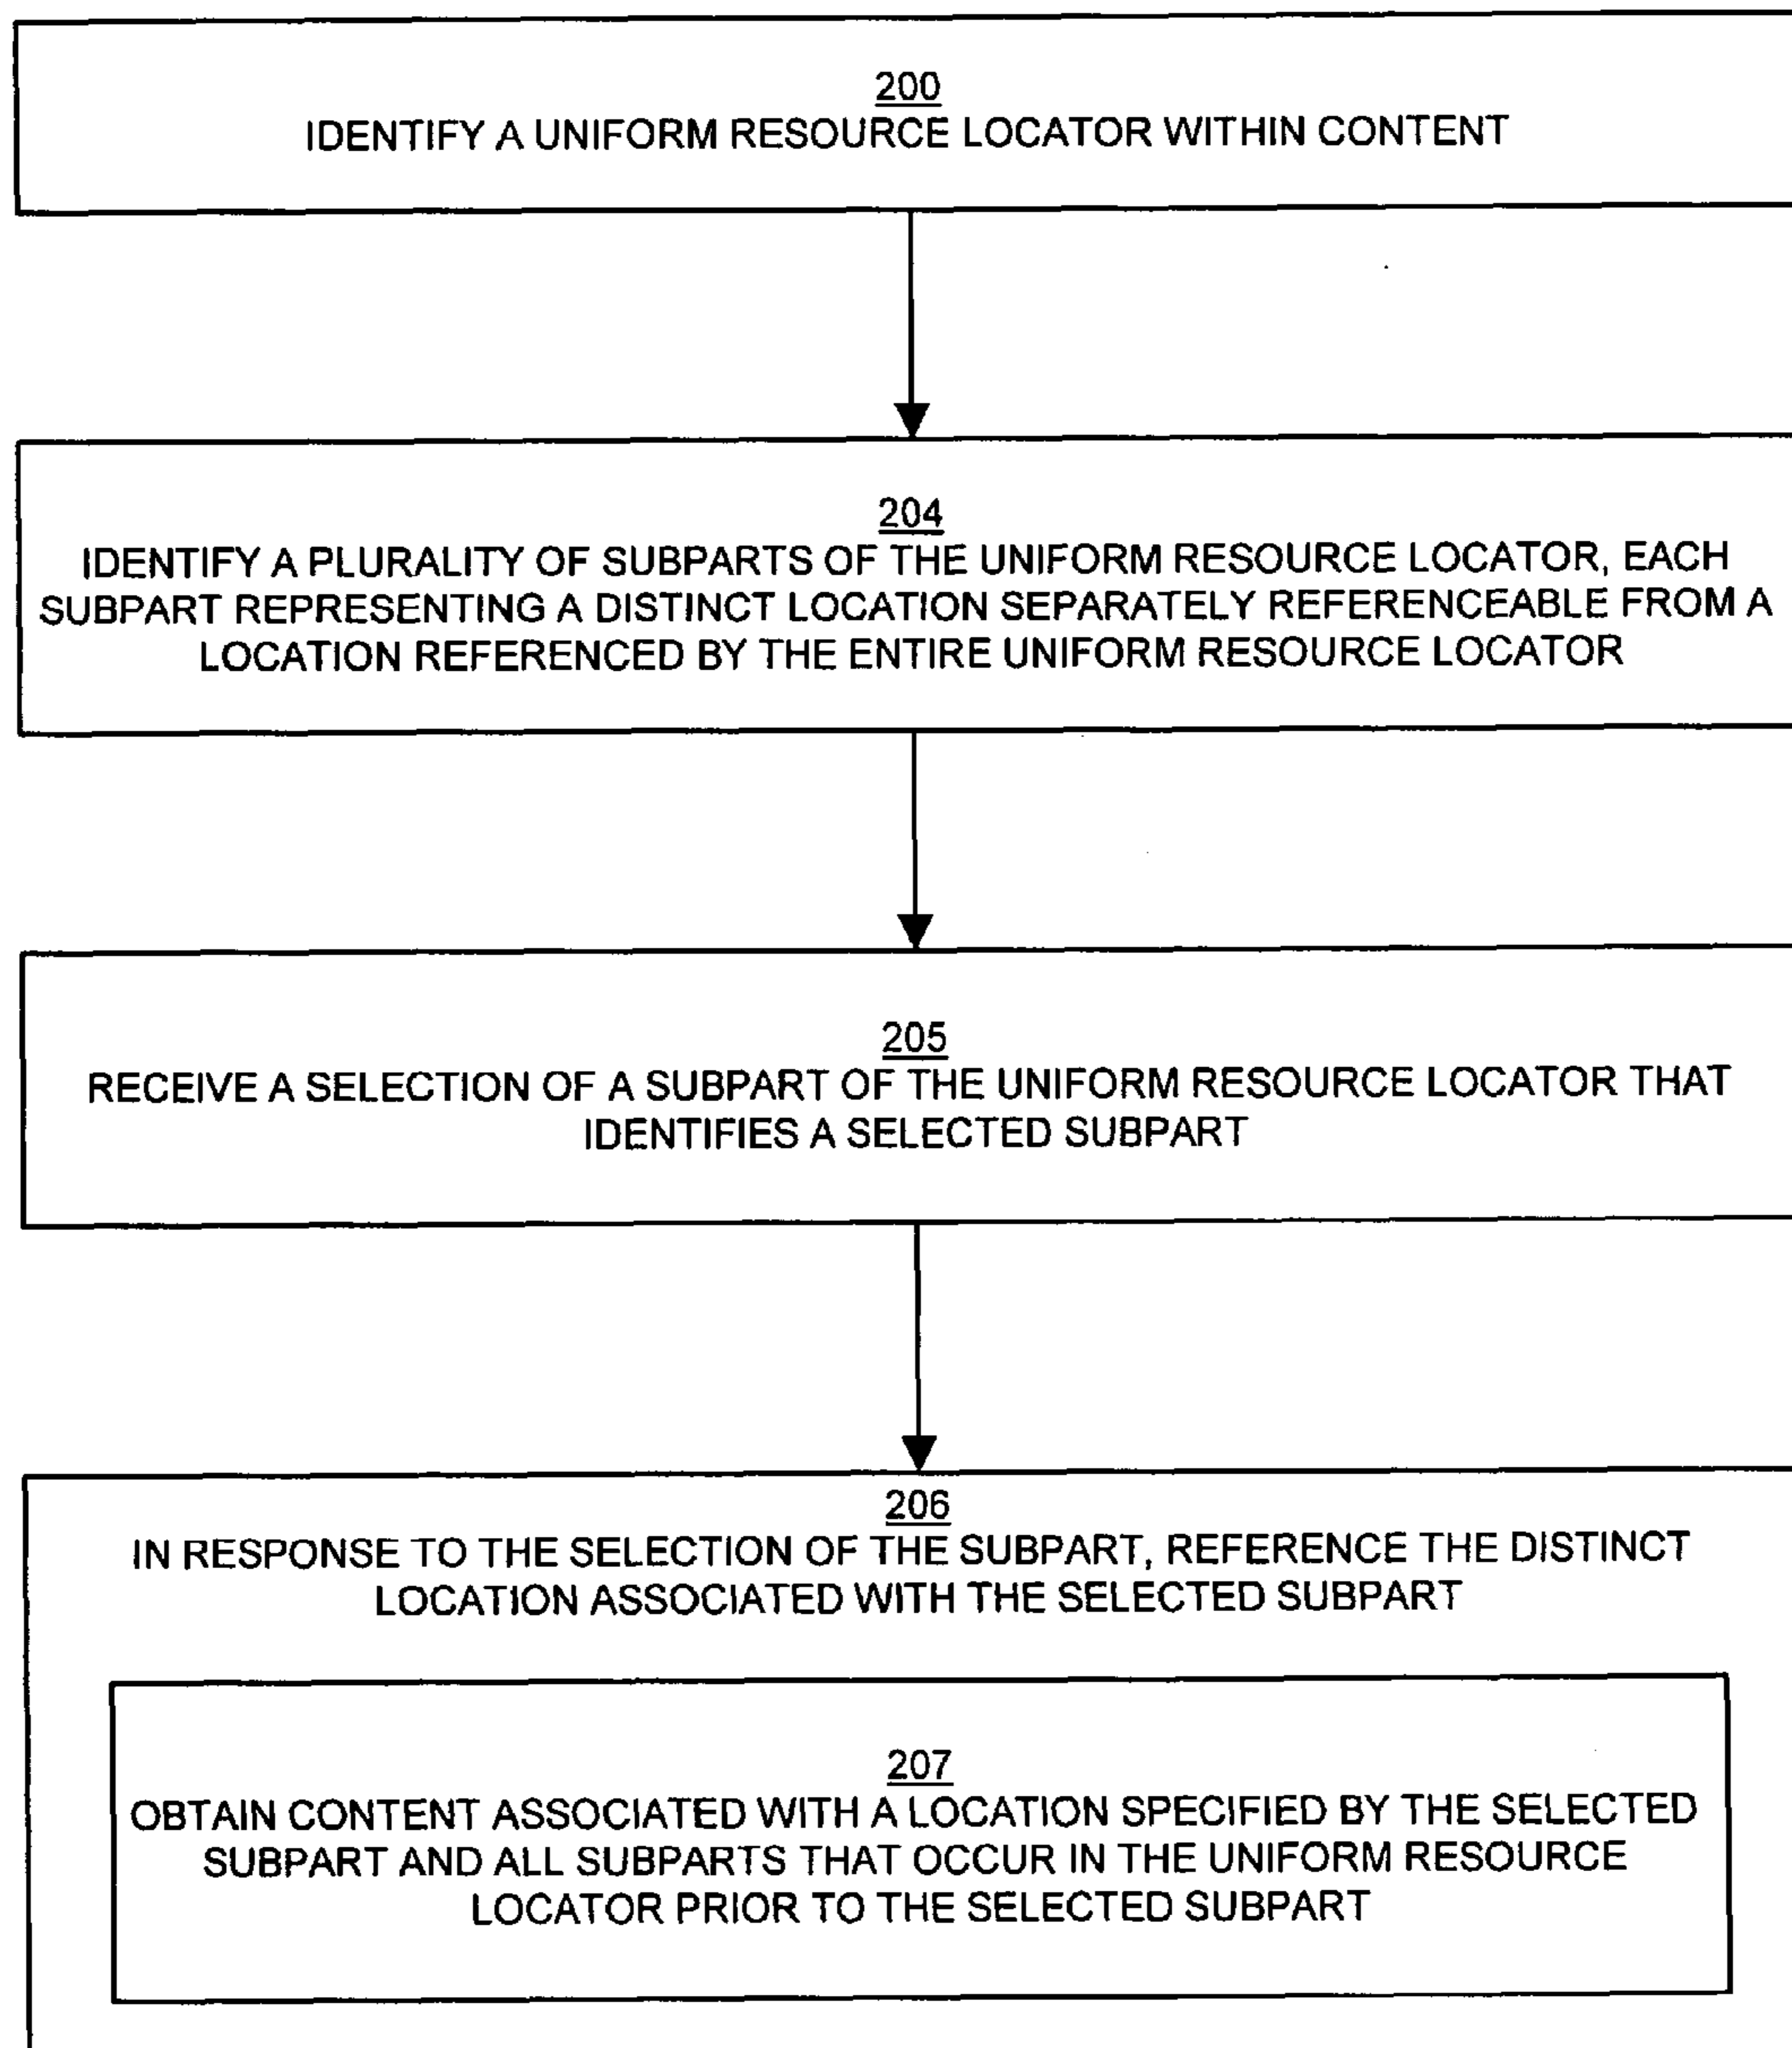 200
IDENTIFY A UNIFORM RESOURCE LOCATOR WITHIN CONTENT
204
IDENTIFY A PLURALITY OF SUBPARTS OF THE UNIFORM RESOURCE LOCATOR, EACH
SUBPART REPRESENTING A DISTINCT LOCATION SEPARATELY REFERENCEABLE FROM A
LOCATION REFERENCED BY THE ENTIRE UNIFORM RESOURCE LOCATOR
205
RECEIVE A SELECTION OF A SUBPART OF THE UNIFORM RESOURCE LOCATOR THAT
IDENTIFIES A SELECTED SUBPART
206
IN RESPONSE TO THE SELECTION OF THE SUBPART, REFERENCE THE DISTINCT
LOCATION ASSOCIATED WITH THE SELECTED SUBPART
207
OBTAIN CONTENT ASSOCIATED WITH A LOCATION SPECIFIED BY THE SELECTED
SUBPART AND ALL SUBPARTS THAT OCCUR IN THE UNIFORM RESOURCE
LOCATOR PRIOR TO THE SELECTED SUBPART